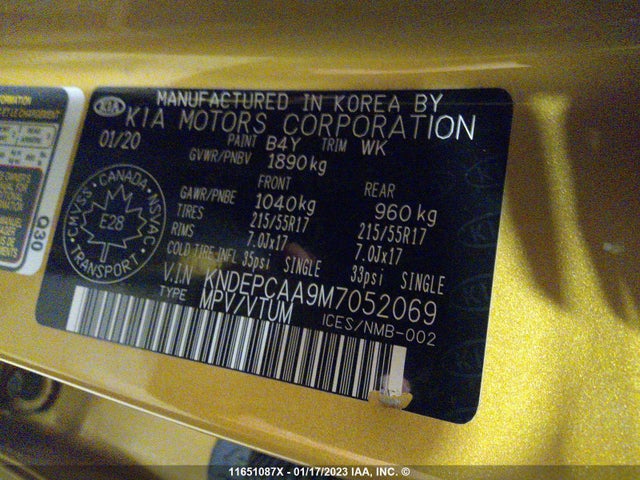 FORMATION
Q30
KIA
MANUFACTURED IN KOREA BY
KIA MOTORS CORPORATION
01/20
PAINT B4Y TRIM WK
GVWR/PNBV 1890kg
FRONT REAR
GAWR/PNBE 1040kg 960kg
TIRES 215/55R17 215/55R17
RIMS 7.0Jx17 7.0Jx17
COLD TIRE INFL 35psi SINGLE 33psi SINGLE
CMVSS • CANADA • NSVAC • TRANSPORT •
E28
V.I.N KNDEPCAA9M7052069
TYPE MPV/VTUM
ICES/NMB-002
11651087X - 01/17/2023 IAA, INC. ©